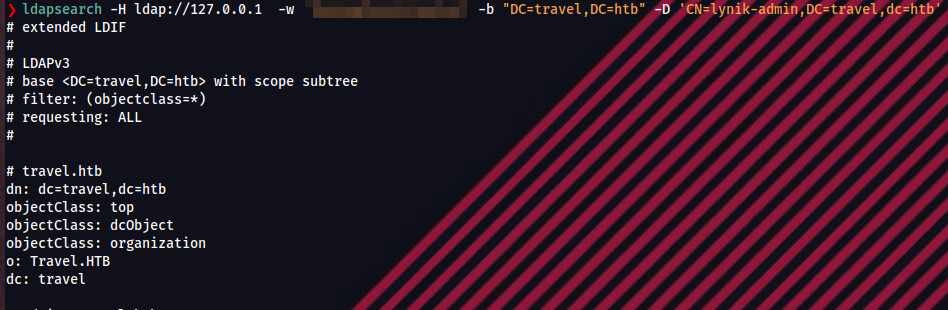 ❯ ldapsearch -H ldap://127.0.0.1 -w -b "DC=travel,DC=htb" -D 'CN=lynik-admin,DC=travel,dc=htb'
# extended LDIF
#
# LDAPv3
# base <DC=travel,DC=htb> with scope subtree
# filter: (objectclass=*)
# requesting: ALL
#
# travel.htb
dn: dc=travel,dc=htb
objectClass: top
objectClass: dcObject
objectClass: organization
o: Travel.HTB
dc: travel